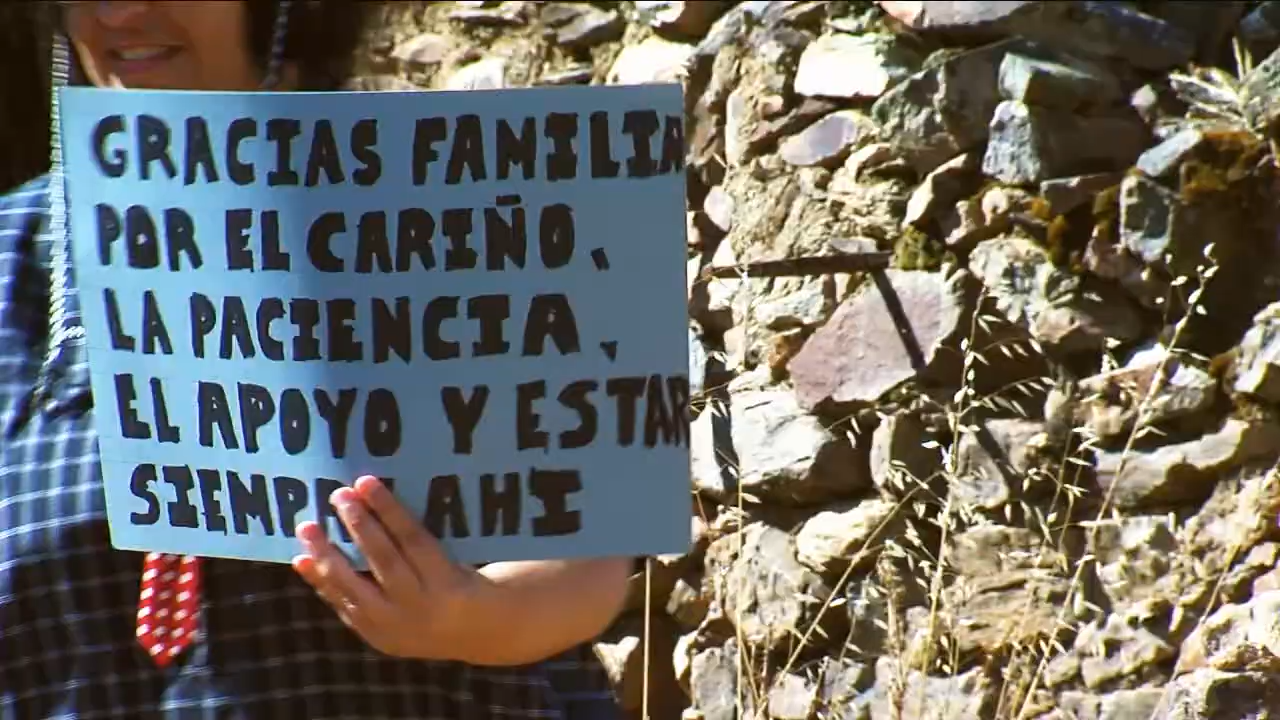 GRACIAS FAMILIA
POR EL CARIÑO,
LA PACIENCIA,
EL APOYO Y ESTAR
SIEMPRE AHI